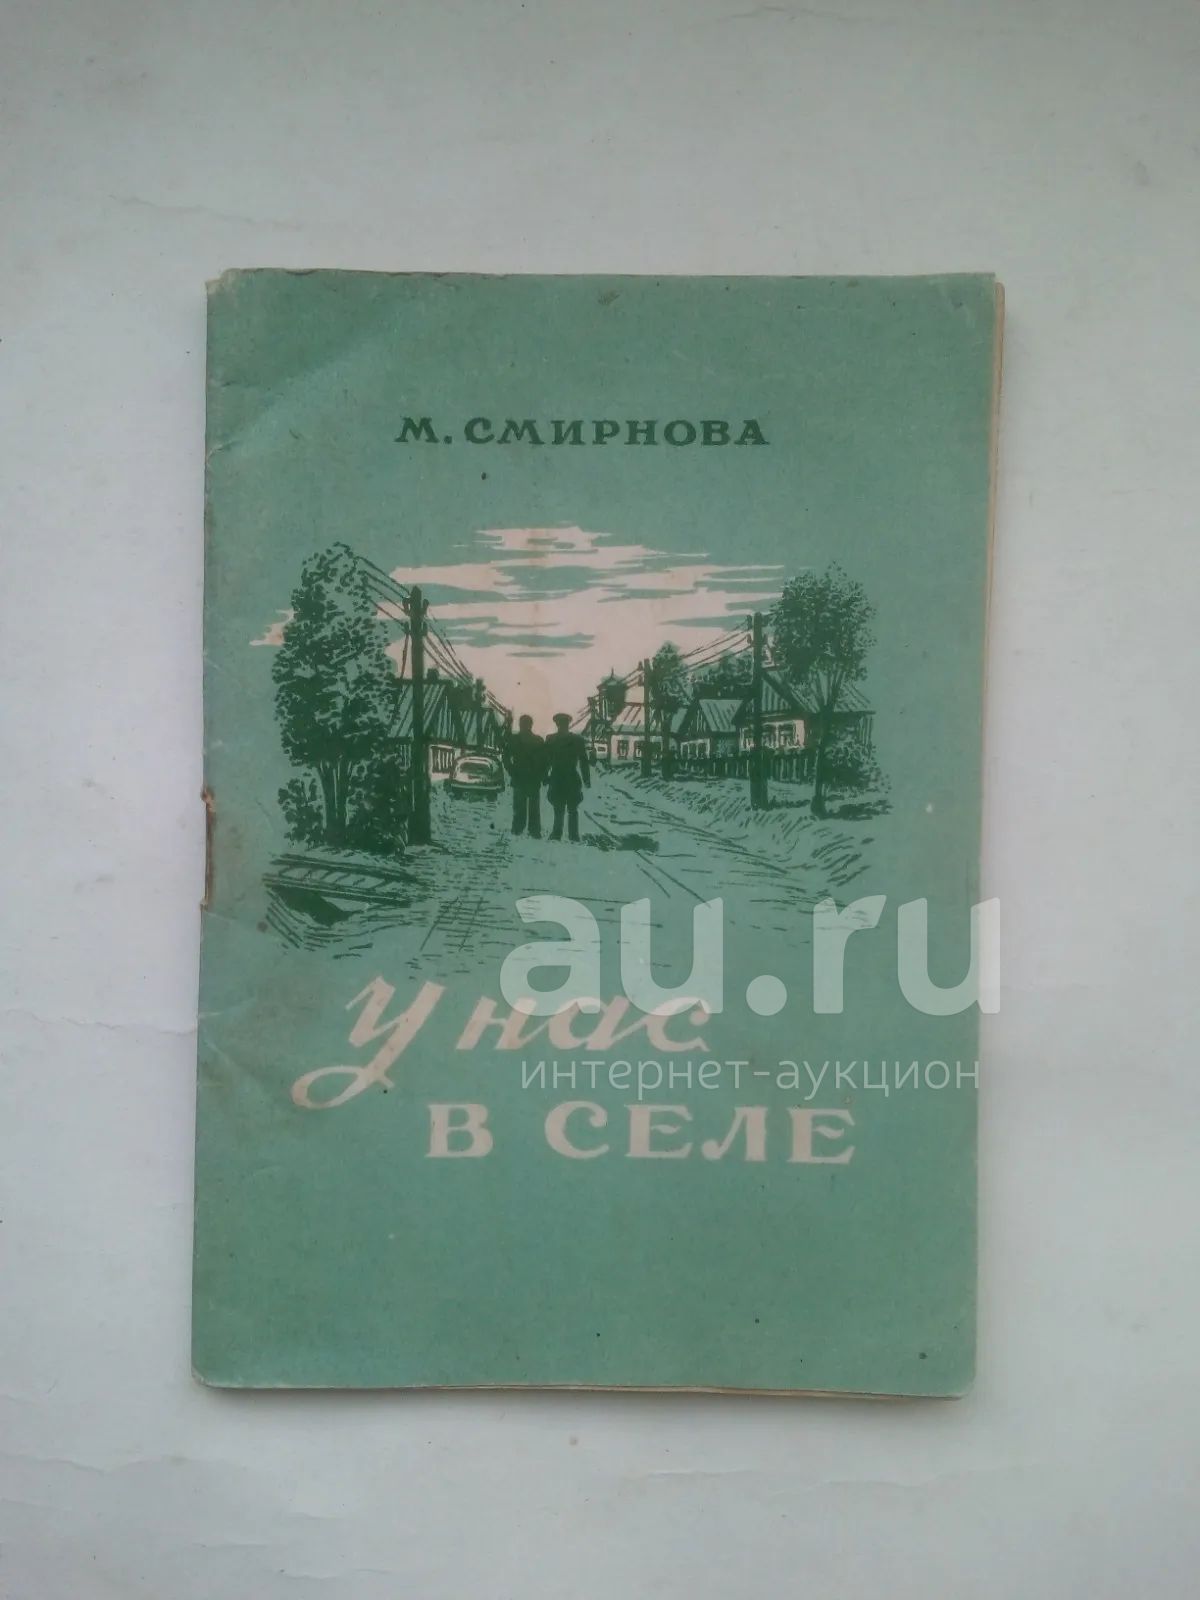 М. СМИРНОВА
au.ru
У нас
интернет-аукцион
В СЕЛЕ